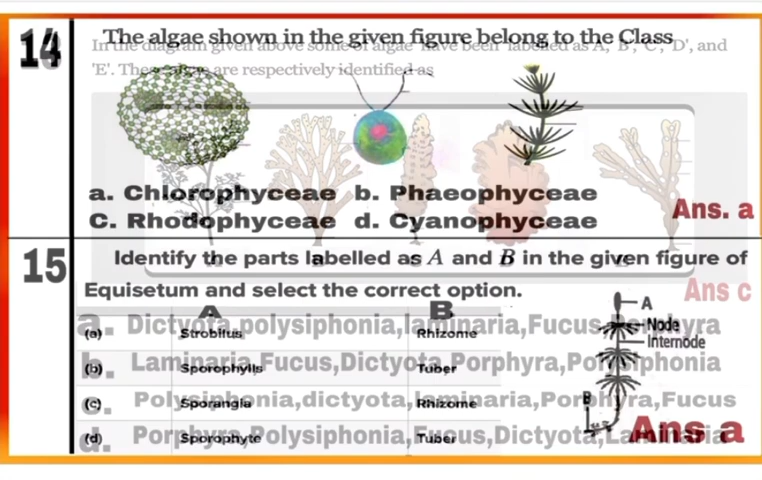 14
The algae shown in the given figure belong to the Class
In the diagram given above some of algae have been labelled as A, 'B', 'C', 'D', and
'E'. These algae are respectively identified as
a. Chlorophyceae b. Phaeophyceae
C. Rhodophyceae d. Cyanophyceae
Ans. a
15
Identify the parts labelled as A and B in the given figure of
Equisetum and select the correct option.
Ans c
A B
(a) Strobilus Rhizome
(b) Sporophylls Tuber
(c) Sporangia Rhizome
(d) Sporophyte Tuber
a. Dictyota,polysiphonia,laminaria,Fucus,Porphyra
b. Laminaria,Fucus,Dictyota,Porphyra,Polysiphonia
c. Polysiphonia,dictyota,laminaria,Porphyra,Fucus
d. Porphyra,Polysiphonia,Fucus,Dictyota,Laminaria
A
Node
Internode
B
Ans a